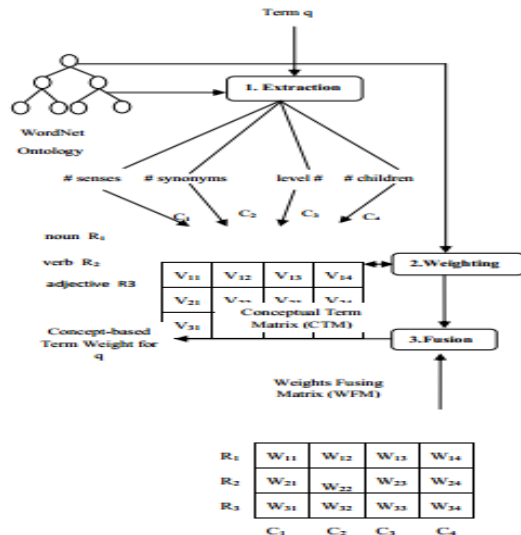 Term q
1. Extraction
WordNet
Ontology
# senses # synonyms level # # children
C₁ C₂ C₃ C₄
noun R₁
verb R₂
adjective R3
V₁₁ V₁₂ V₁₃ V₁₄
2.Weighting
V₂₁
Conceptual Term
Matrix (CTM)
V₃₁
Concept-based
Term Weight for
q
3.Fusion
Weights Fusing
Matrix (WFM)
R₁ W₁₁ W₁₂ W₁₃ W₁₄
R₂ W₂₁ W₂₂ W₂₃ W₂₄
R₃ W₃₁ W₃₂ W₃₃ W₃₄
C₁ C₂ C₃ C₄